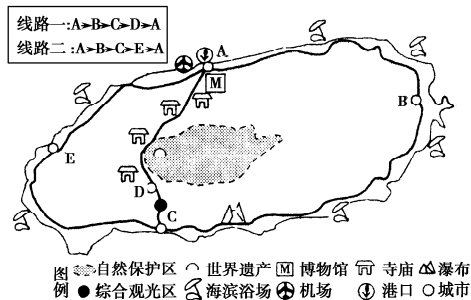 线路一:A➤B➤C➤D➤A
线路二:A➤B➤C➤E➤A
A
M
B
E
D
C
图例
自然保护区 世界遗产 M 博物馆 寺庙 瀑布
综合观光区 海滨浴场 机场 港口 城市